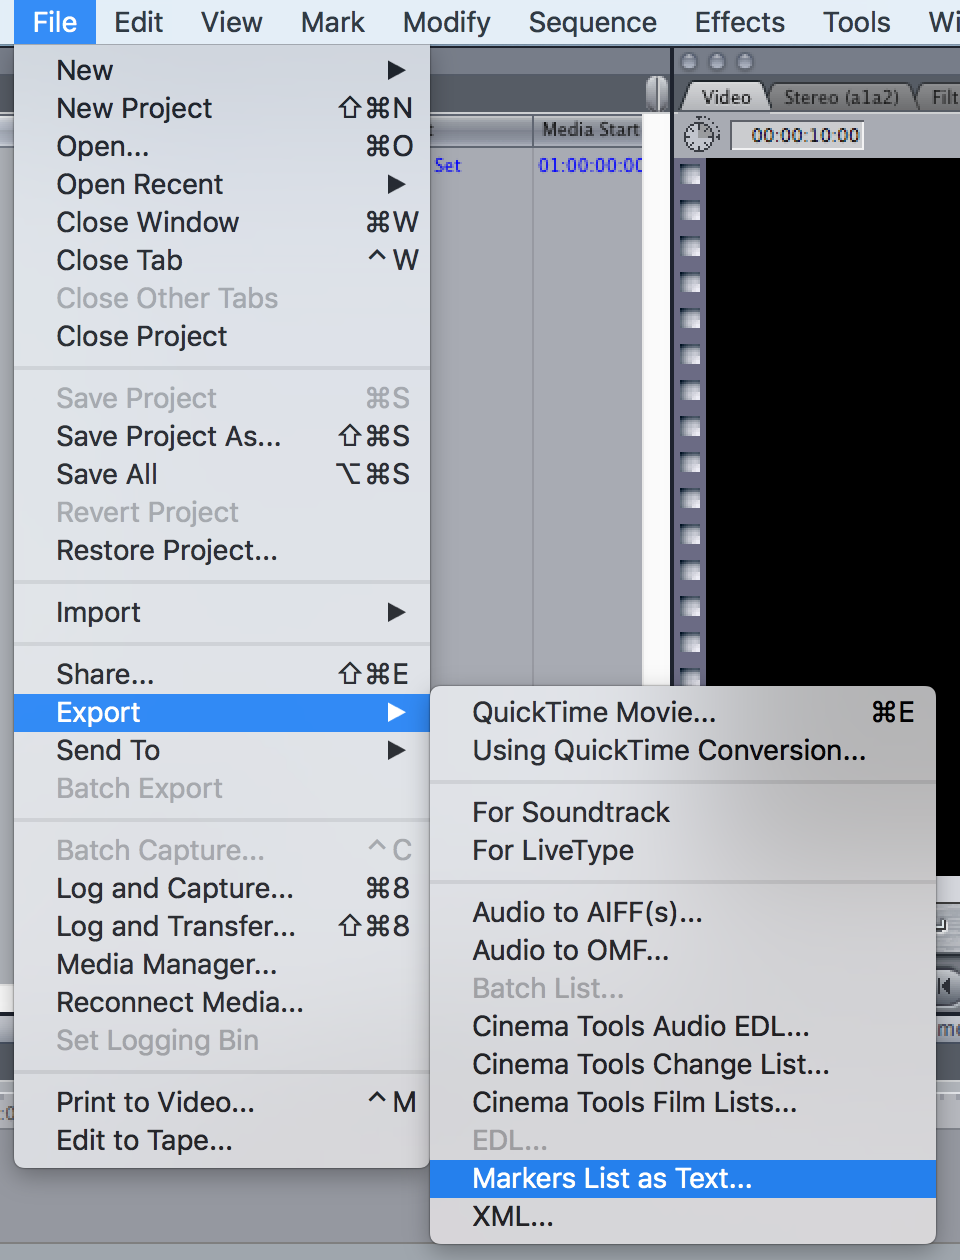 File Edit View Mark Modify Sequence Effects Tools
New
New Project ⇧⌘N
Open... ⌘O
Open Recent
Close Window ⌘W
Close Tab ^W
Close Other Tabs
Close Project
Save Project ⌘S
Save Project As... ⇧⌘S
Save All ⌥⌘S
Revert Project
Restore Project...
Import
Share... ⇧⌘E
Export
Send To
Batch Export
Batch Capture... ^C
Log and Capture... ⌘8
Log and Transfer... ⇧⌘8
Media Manager...
Reconnect Media...
Set Logging Bin
Print to Video... ^M
Edit to Tape...
QuickTime Movie... ⌘E
Using QuickTime Conversion...
For Soundtrack
For LiveType
Audio to AIFF(s)...
Audio to OMF...
Batch List...
Cinema Tools Audio EDL...
Cinema Tools Change List...
Cinema Tools Film Lists...
EDL...
Markers List as Text...
XML...
Media Start
Set 01:00:00:00
Video Stereo (a1a2) Filt
00:00:10:00